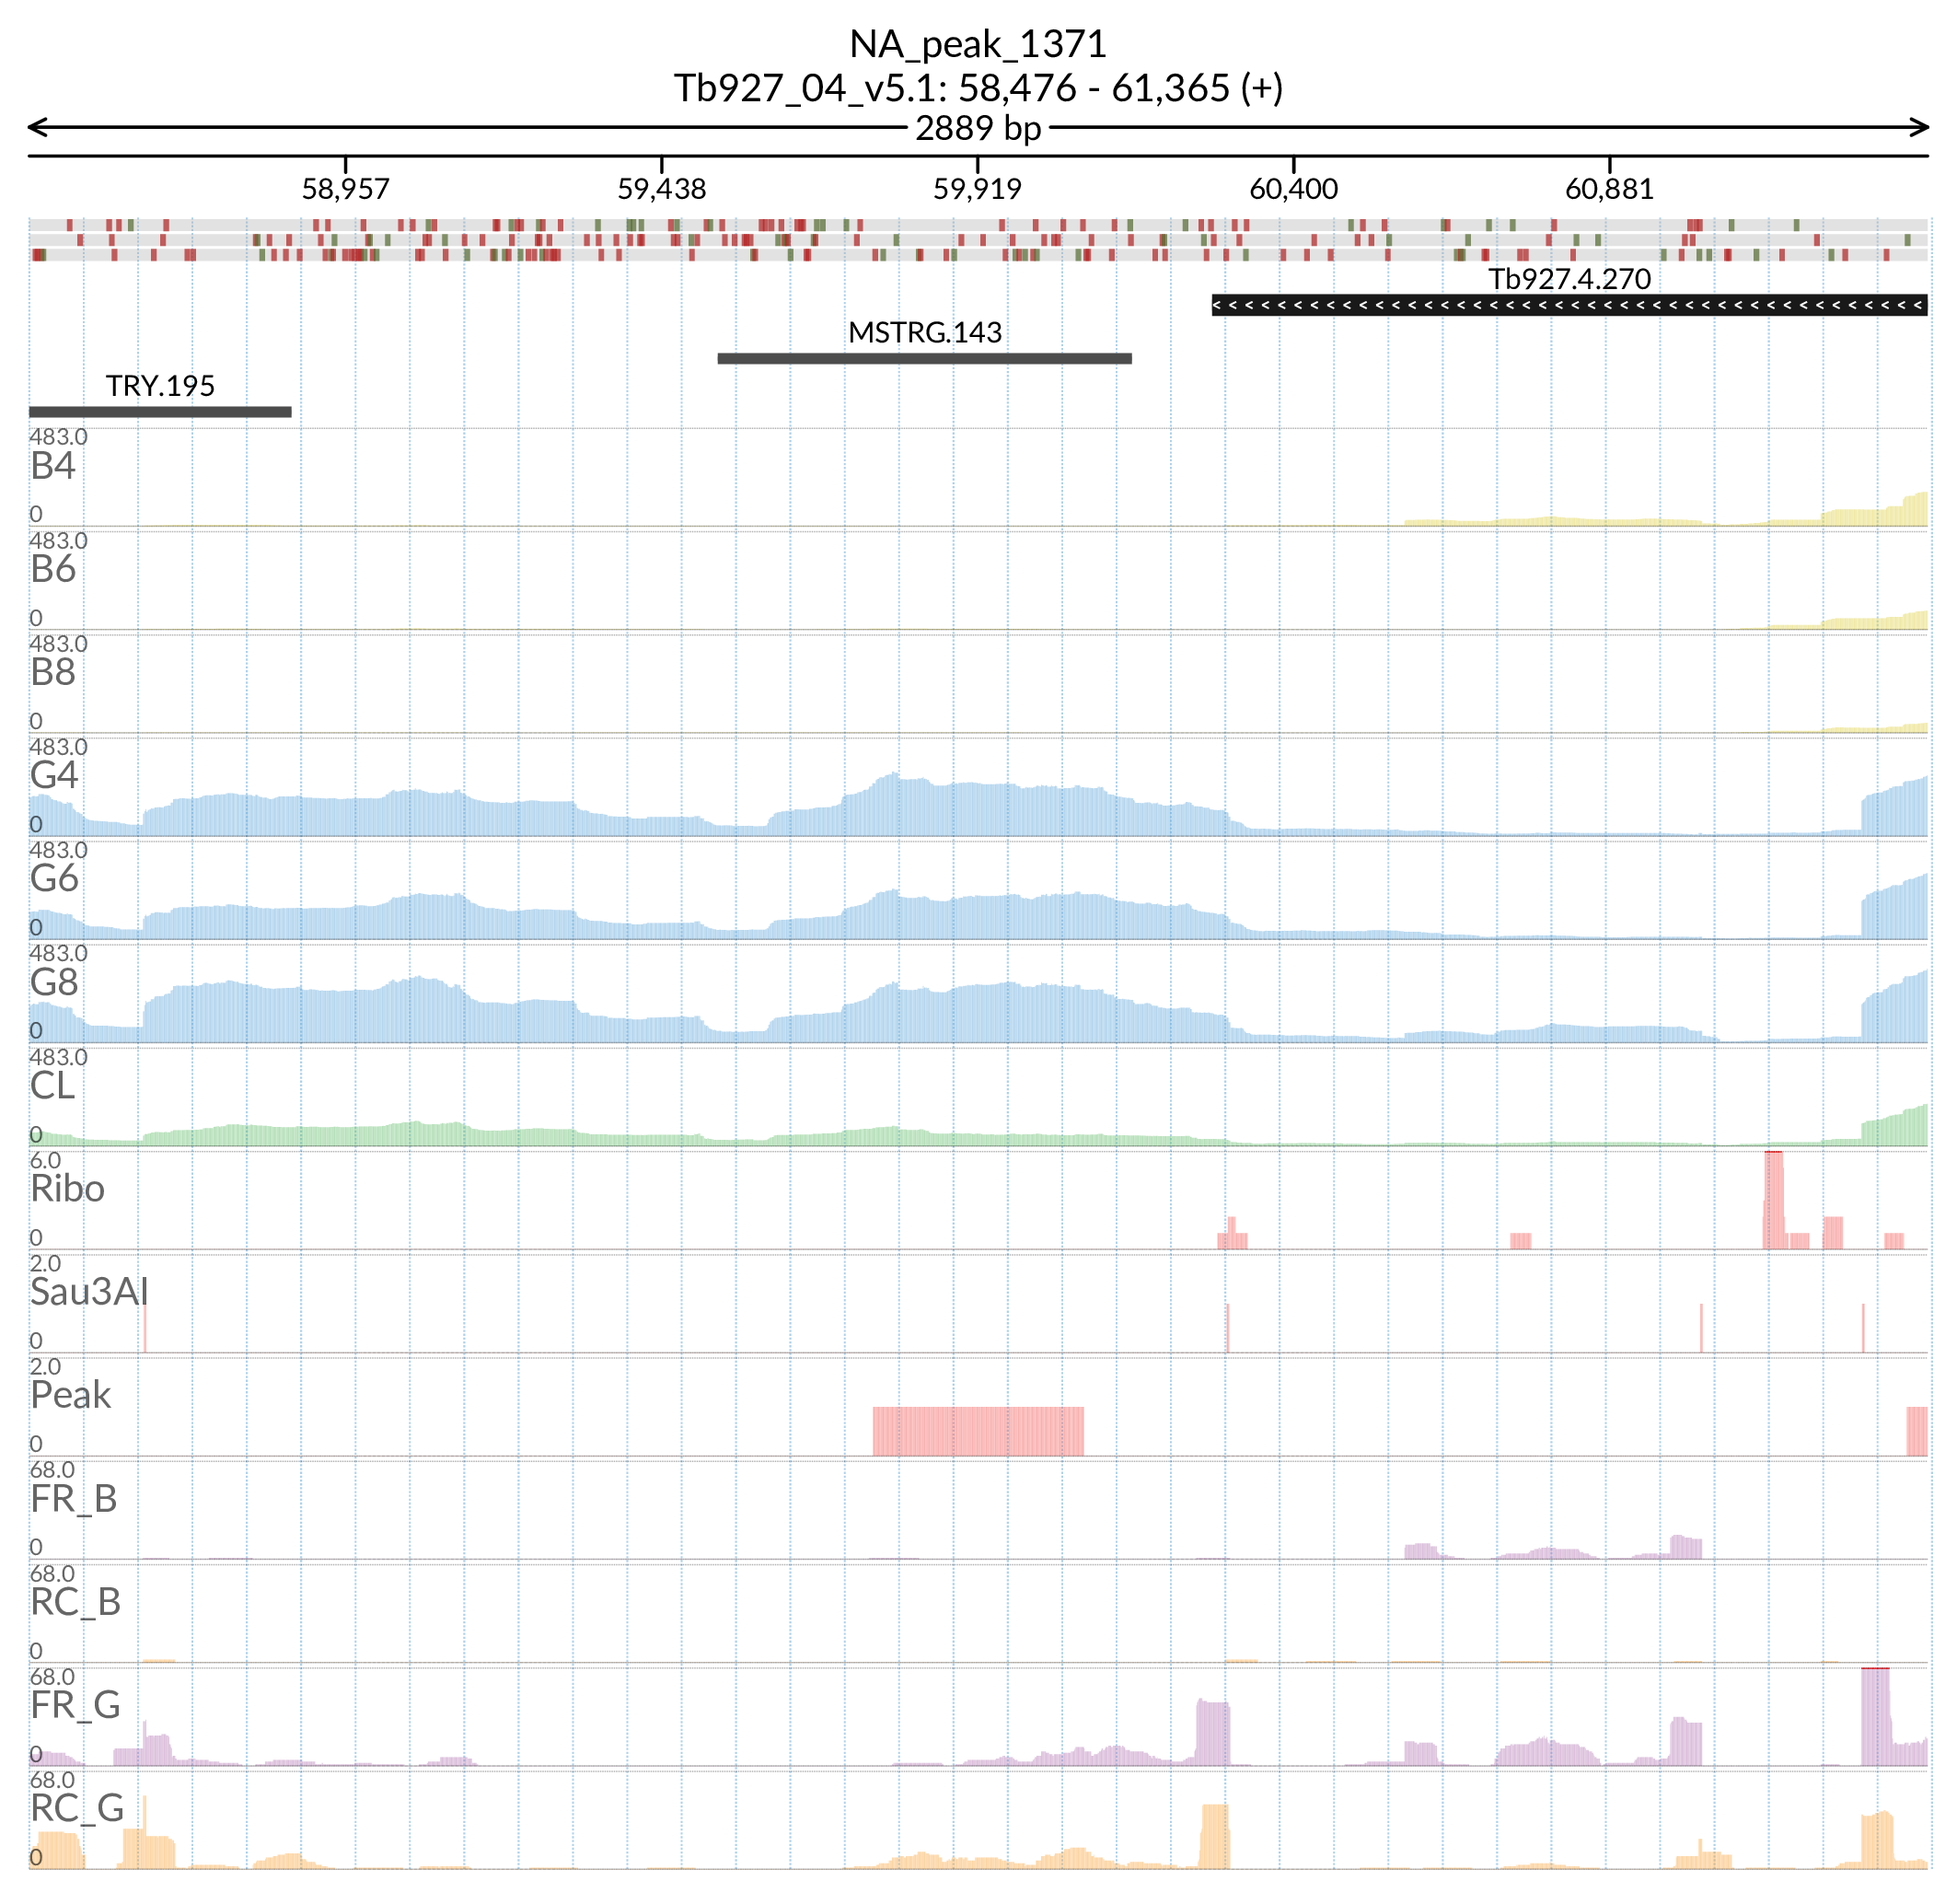 NA_peak_1371
Tb927_04_v5.1: 58,476 - 61,365 (+)
2889 bp
58,957 59,438 59,919 60,400 60,881
Tb927.4.270
MSTRG.143
TRY.195
483.0
B4
0
483.0
B6
0
483.0
B8
0
483.0
G4
0
483.0
G6
0
483.0
G8
0
483.0
CL
0
6.0
Ribo
0
2.0
Sau3AI
0
2.0
Peak
0
68.0
FR_B
0
68.0
RC_B
0
68.0
FR_G
0
68.0
RC_G
0